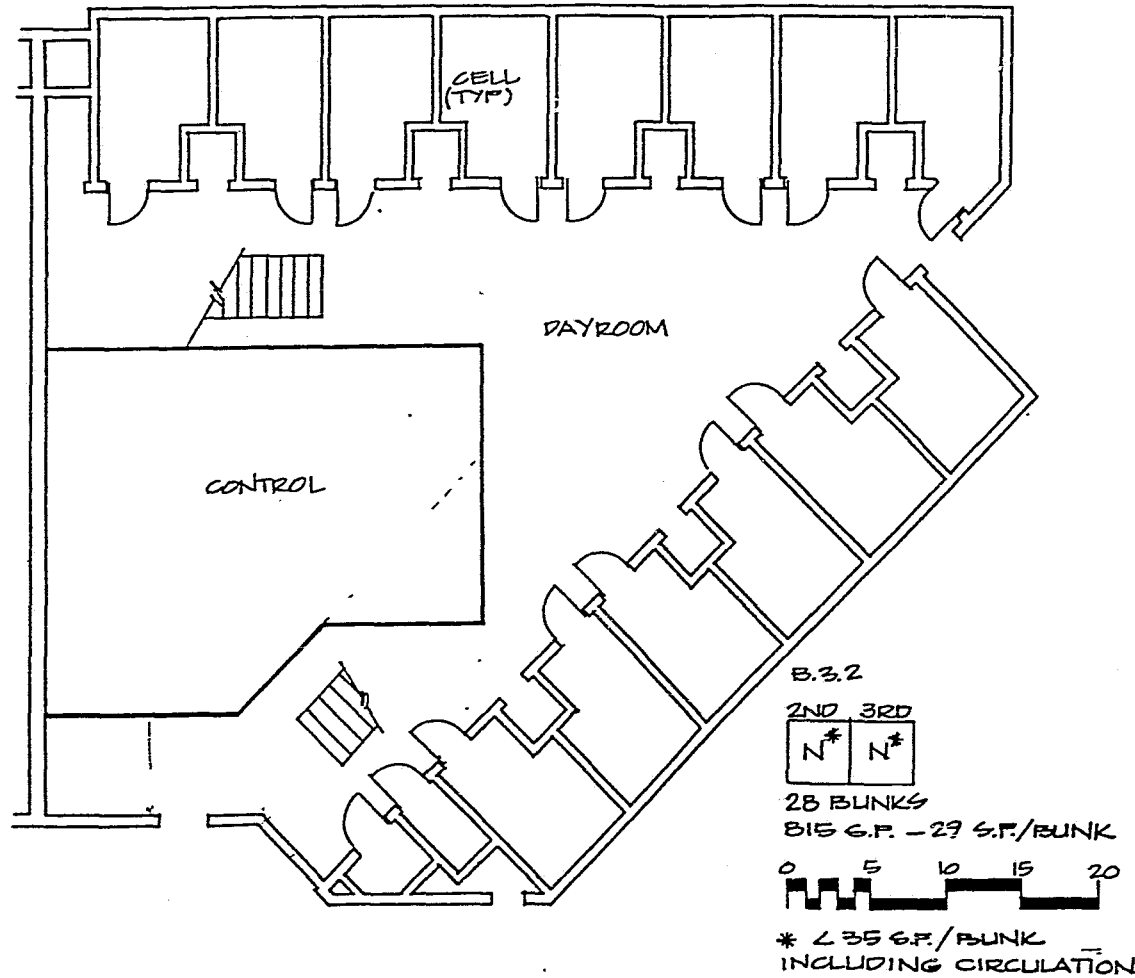 CELL
(TYP)
DAYROOM
CONTROL
B.3.2
2ND 3RD
N* N*
28 BUNKS
815 S.F. - 29 S.F./BUNK
0 5 10 15 20
* < 35 S.F./BUNK
INCLUDING CIRCULATION